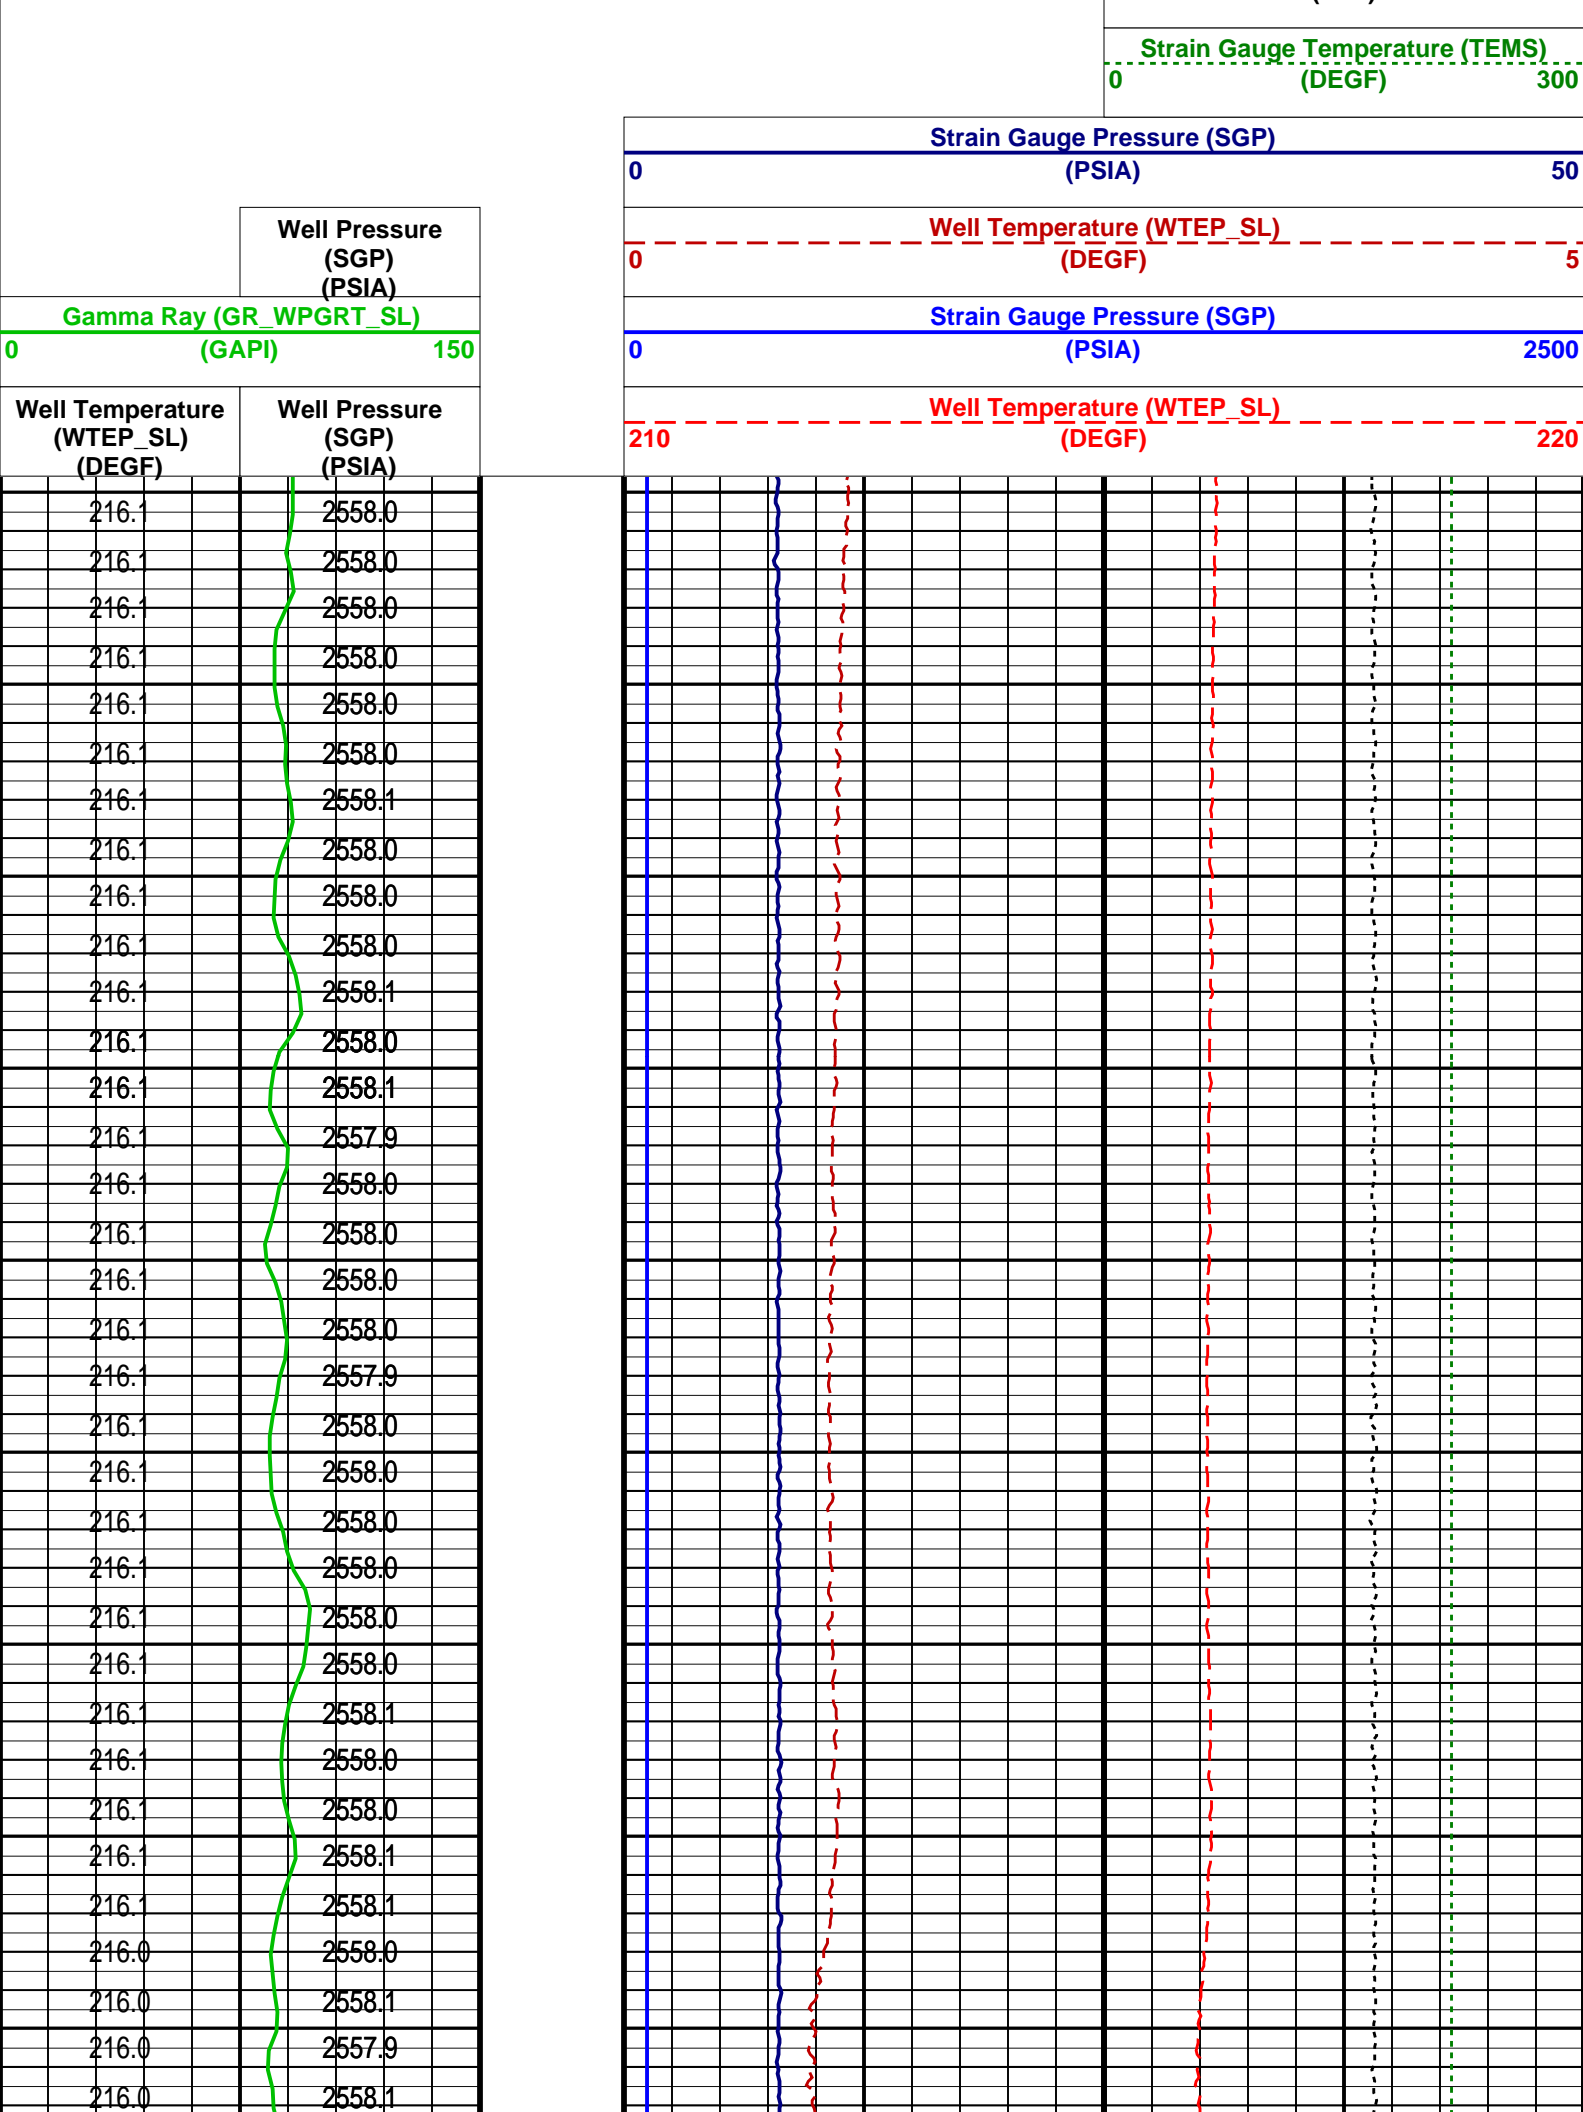 Strain Gauge Temperature (TEMS)
0 (DEGF) 300
Strain Gauge Pressure (SGP)
0 (PSIA) 50
Well Pressure
(SGP)
(PSIA)
Well Temperature (WTEP_SL)
0 (DEGF) 5
Gamma Ray (GR_WPGRT_SL)
0 (GAPI) 150
Strain Gauge Pressure (SGP)
0 (PSIA) 2500
Well Temperature
(WTEP_SL)
(DEGF)
Well Pressure
(SGP)
(PSIA)
Well Temperature (WTEP_SL)
210 (DEGF) 220
216.1 2558.0
216.1 2558.0
216.1 2558.0
216.1 2558.0
216.1 2558.0
216.1 2558.0
216.1 2558.1
216.1 2558.0
216.1 2558.0
216.1 2558.0
216.1 2558.1
216.1 2558.0
216.1 2558.1
216.1 2557.9
216.1 2558.0
216.1 2558.0
216.1 2558.0
216.1 2558.0
216.1 2557.9
216.1 2558.0
216.1 2558.0
216.1 2558.0
216.1 2558.0
216.1 2558.0
216.1 2558.0
216.1 2558.1
216.1 2558.0
216.1 2558.0
216.1 2558.1
216.1 2558.1
216.0 2558.0
216.0 2558.1
216.0 2557.9
216.0 2558.1